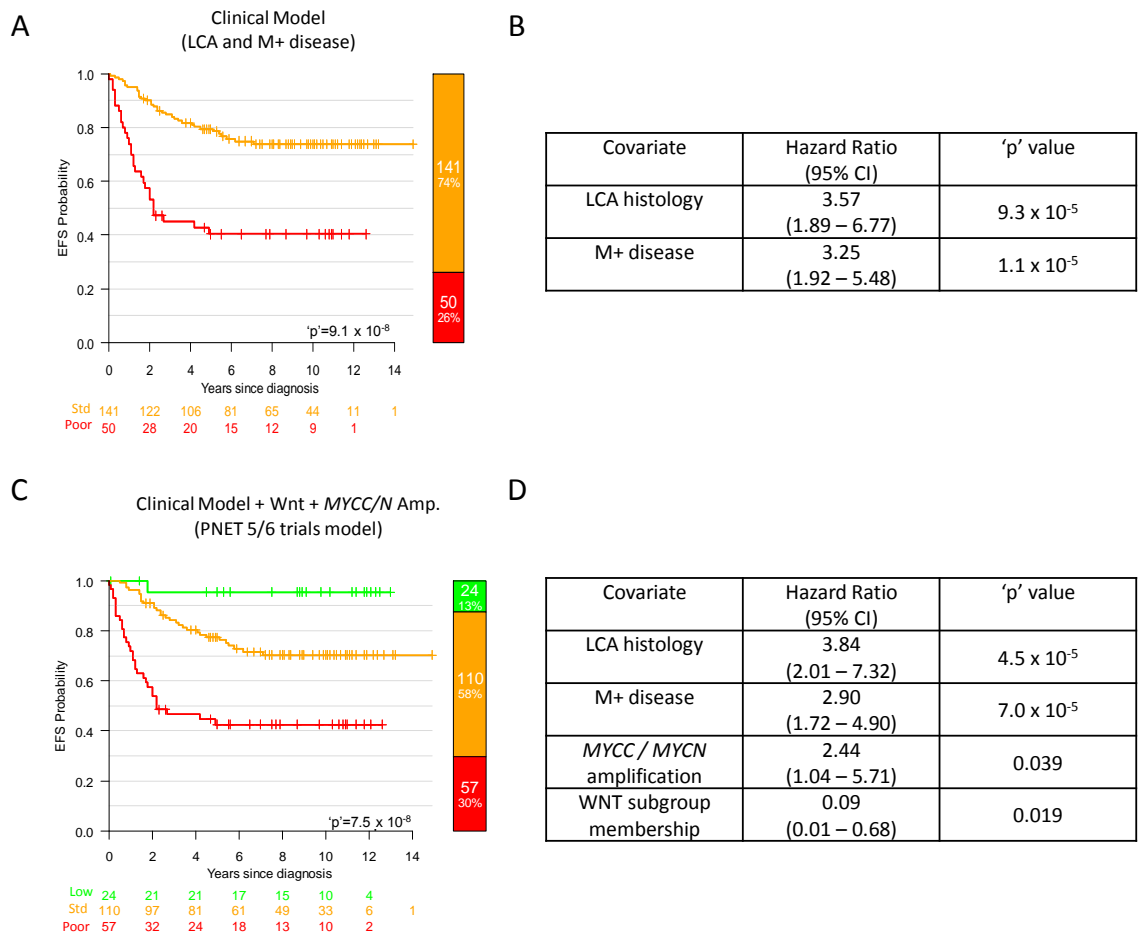 A
Clinical Model
(LCA and M+ disease)
1.0
0.8
0.6
0.4
0.2
0.0
EFS Probability
141
74%
50
26%
'p'=9.1 x 10-8
0 2 4 6 8 10 12 14
Years since diagnosis
Std 141 122 106 81 65 44 11 1
Poor 50 28 20 15 12 9 1
B
Covariate Hazard Ratio 'p' value
(95% CI)
LCA histology 3.57 9.3 x 10-5
(1.89 – 6.77)
M+ disease 3.25 1.1 x 10-5
(1.92 – 5.48)
C
Clinical Model + Wnt + MYCC/N Amp.
(PNET 5/6 trials model)
1.0
0.8
0.6
0.4
0.2
0.0
EFS Probability
24
13%
110
58%
57
30%
'p'=7.5 x 10-8
0 2 4 6 8 10 12 14
Years since diagnosis
Low 24 21 21 17 15 10 4
Std 110 97 81 61 49 33 6 1
Poor 57 32 24 18 13 10 2
D
Covariate Hazard Ratio 'p' value
(95% CI)
LCA histology 3.84 4.5 x 10-5
(2.01 – 7.32)
M+ disease 2.90 7.0 x 10-5
(1.72 – 4.90)
MYCC / MYCN 2.44 0.039
amplification (1.04 – 5.71)
WNT subgroup 0.09 0.019
membership (0.01 – 0.68)